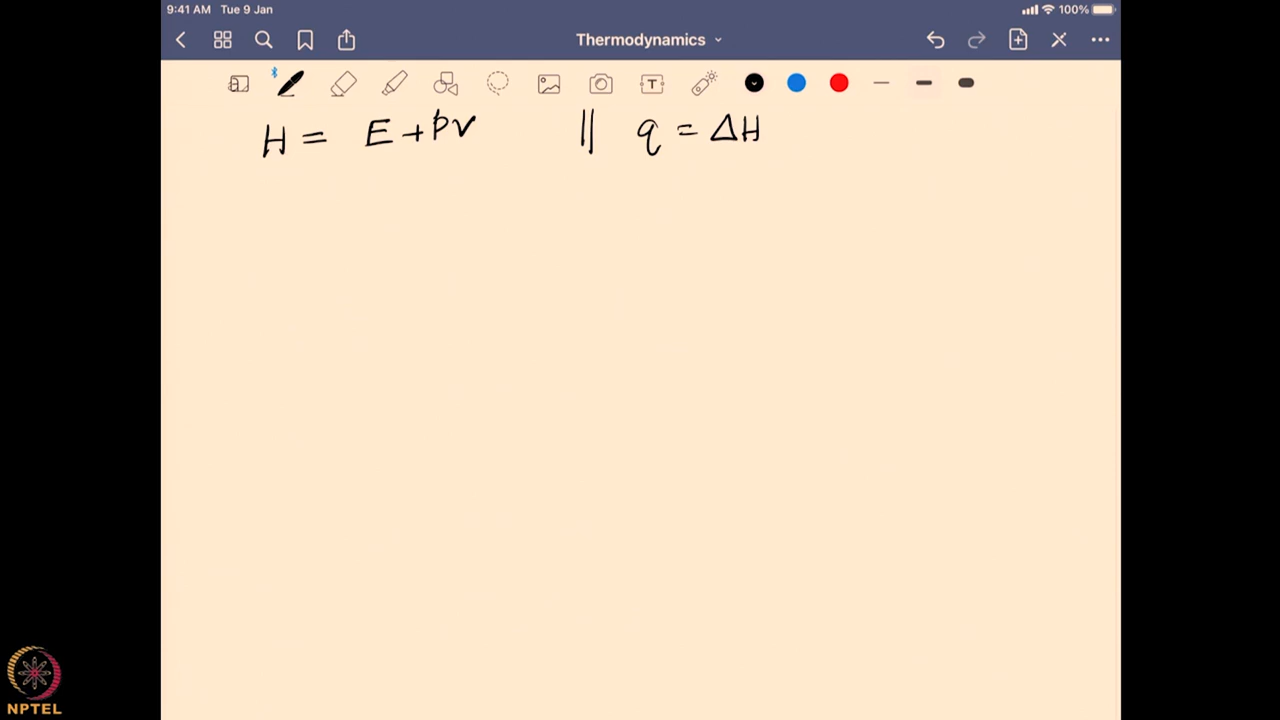 9:41 AM Tue 9 Jan 100%
Thermodynamics
T
H = E + PV || q = ΔH
NPTEL